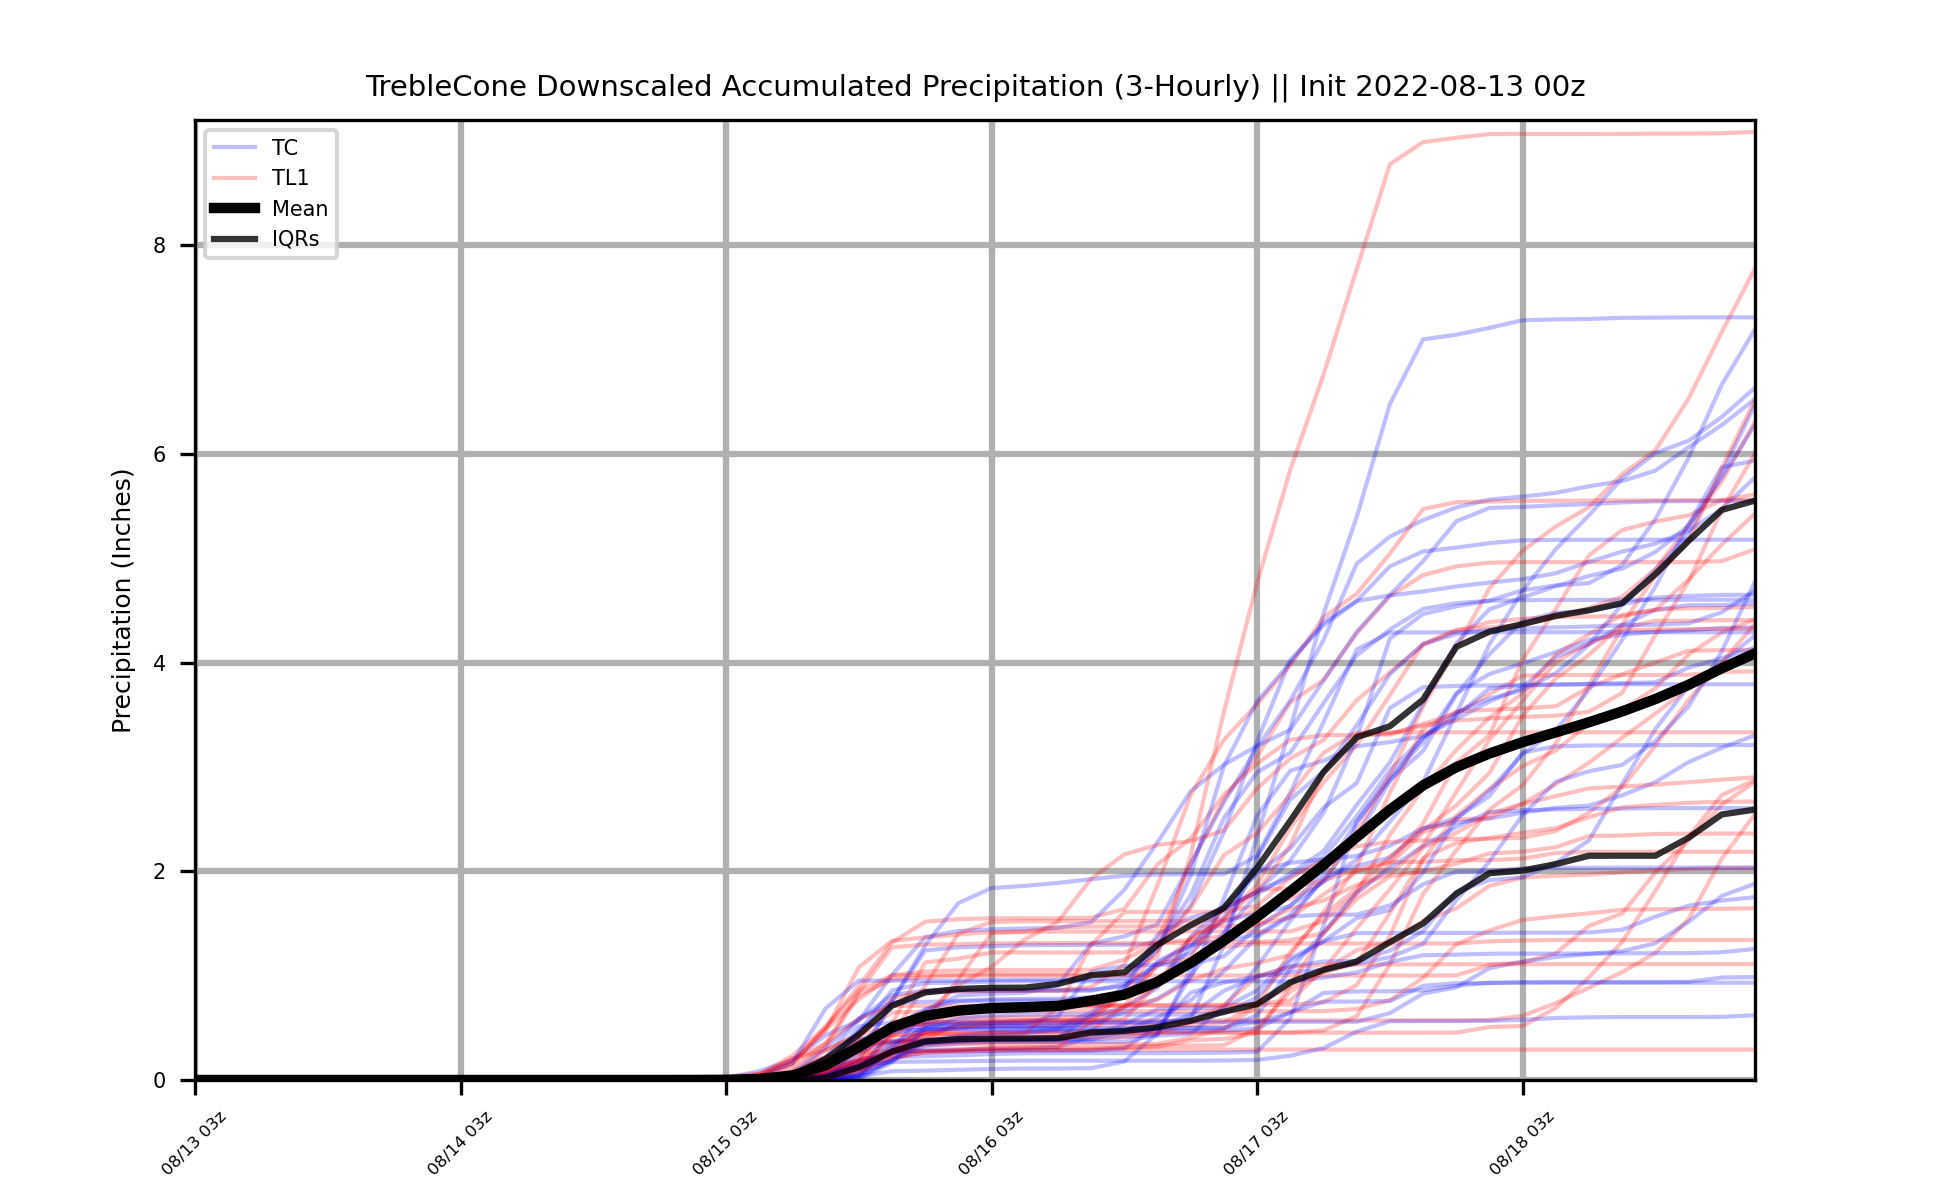 TrebleCone Downscaled Accumulated Precipitation (3-Hourly) || Init 2022-08-13 00z
TC
TL1
Mean
IQRs
Precipitation (Inches)
8
6
4
2
0
08/13 03z
08/14 03z
08/15 03z
08/16 03z
08/17 03z
08/18 03z